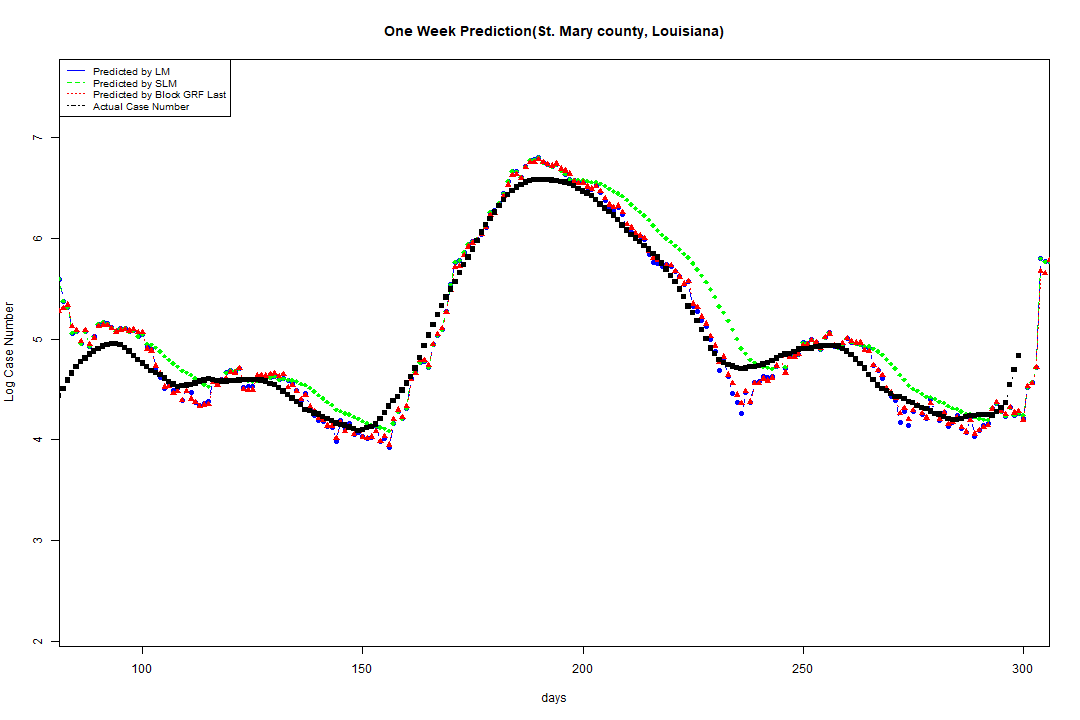 One Week Prediction(St. Mary county, Louisiana)
Predicted by LM
Predicted by SLM
Predicted by Block GRF Last
Actual Case Number
Log Case Number
7
6
5
4
3
2
100 150 200 250 300
days